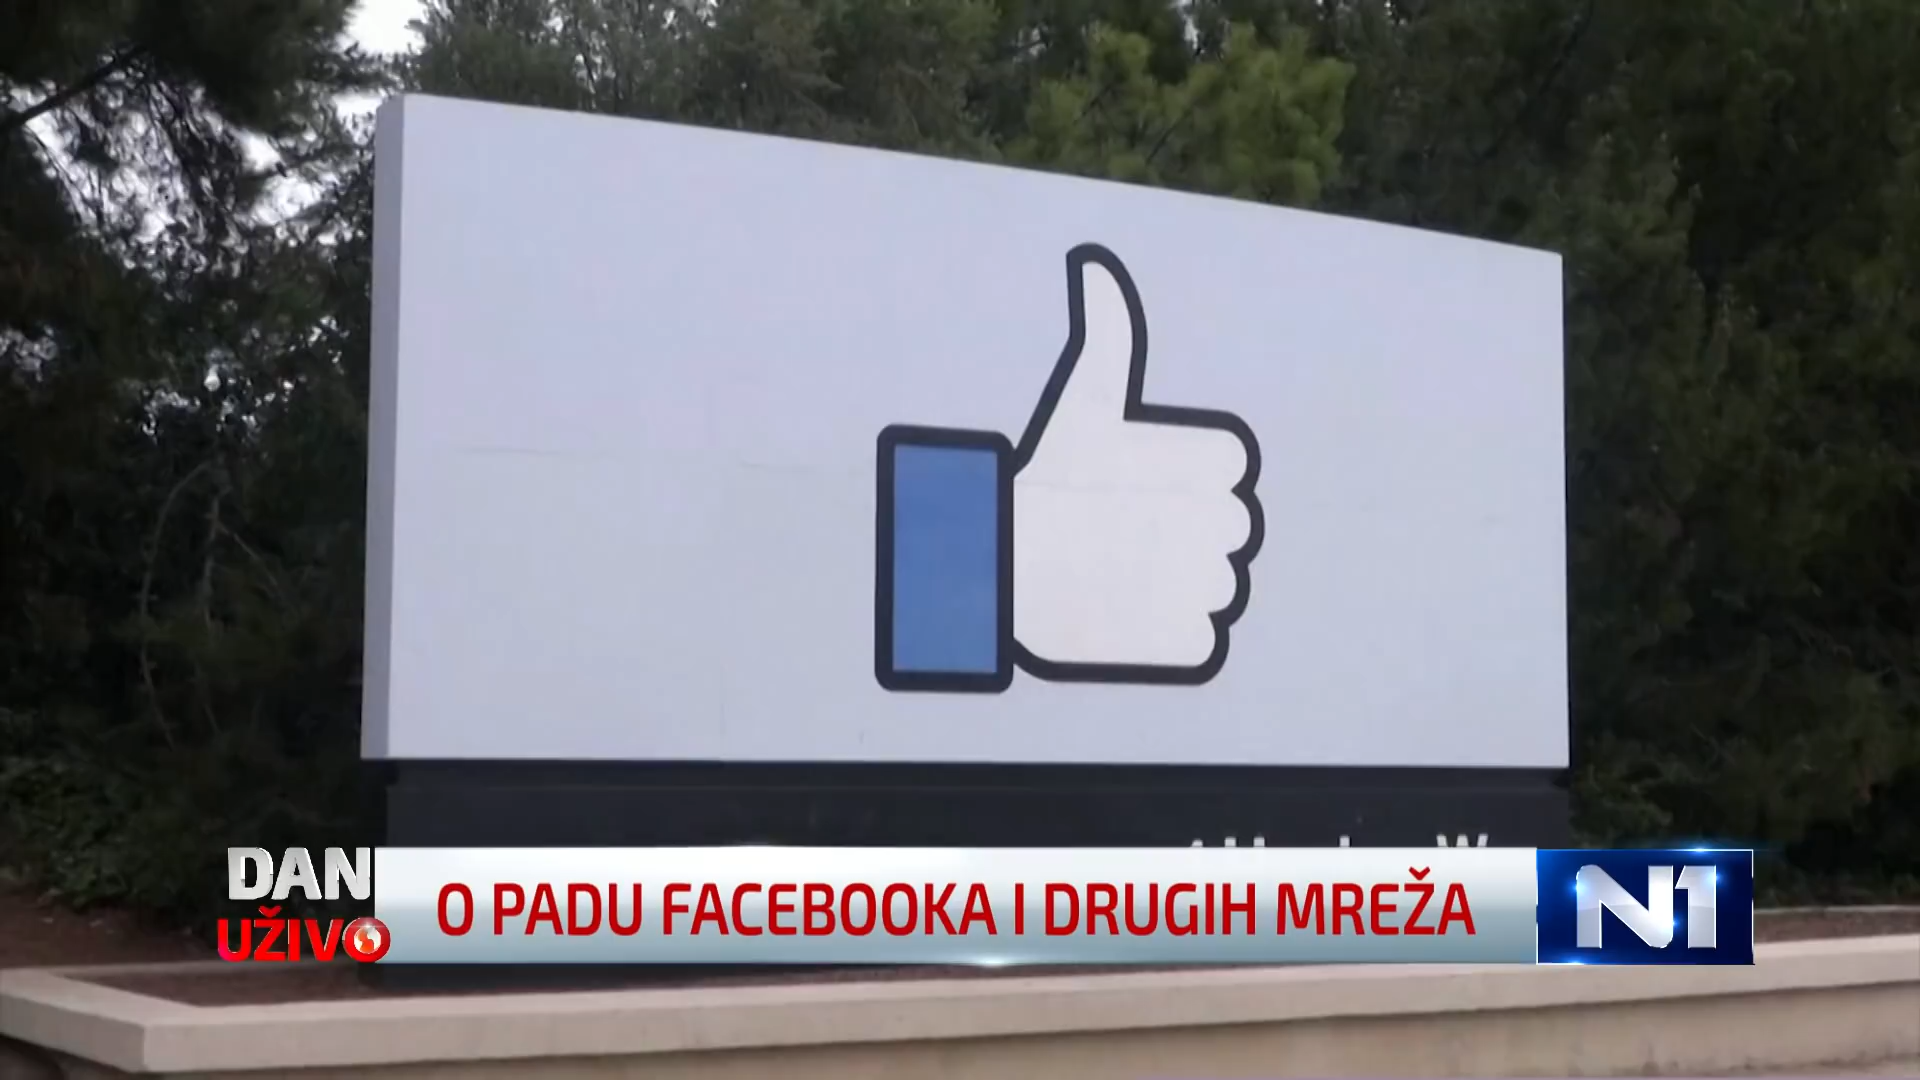 DAN
UŽIVO
O PADU FACEBOOKA I DRUGIH MREŽA
N1